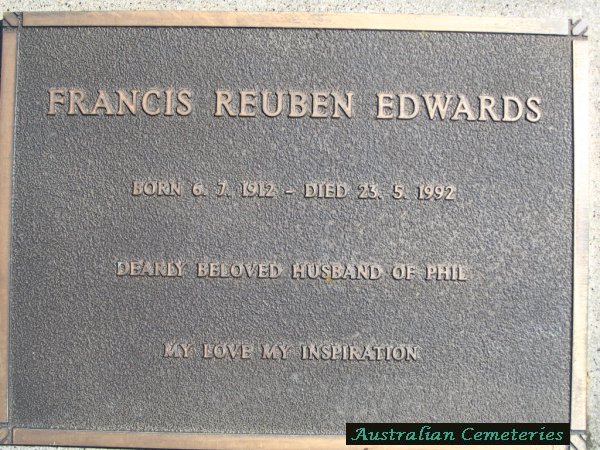 FRANCIS REUBEN EDWARDS
BORN 6. 7. 1912 - DIED 23. 5. 1992
DEARLY BELOVED HUSBAND OF PHIL
MY LOVE MY INSPIRATION
Australian Cemeteries